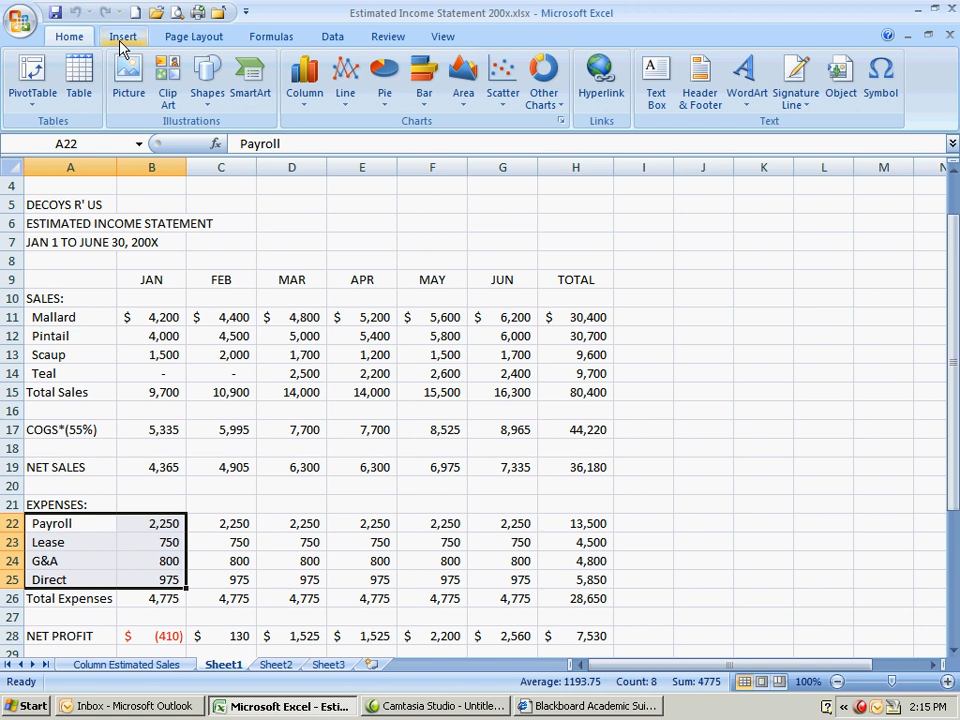 Estimated Income Statement 200x.xlsx - Microsoft Excel
Home Insert Page Layout Formulas Data Review View
PivotTable Table Picture Clip Art Shapes SmartArt Column Line Pie Bar Area Scatter Other Charts Hyperlink Text Box Header & Footer WordArt Signature Line Object Symbol
Tables Illustrations Charts Links Text
A22 fx Payroll
A B C D E F G H I J K L M N
4
5 DECOYS R' US
6 ESTIMATED INCOME STATEMENT
7 JAN 1 TO JUNE 30, 200X
8
9 JAN FEB MAR APR MAY JUN TOTAL
10 SALES:
11 Mallard $ 4,200 $ 4,400 $ 4,800 $ 5,200 $ 5,600 $ 6,200 $ 30,400
12 Pintail 4,000 4,500 5,000 5,400 5,800 6,000 30,700
13 Scaup 1,500 2,000 1,700 1,200 1,500 1,700 9,600
14 Teal - - 2,500 2,200 2,600 2,400 9,700
15 Total Sales 9,700 10,900 14,000 14,000 15,500 16,300 80,400
16
17 COGS*(55%) 5,335 5,995 7,700 7,700 8,525 8,965 44,220
18
19 NET SALES 4,365 4,905 6,300 6,300 6,975 7,335 36,180
20
21 EXPENSES:
22 Payroll 2,250 2,250 2,250 2,250 2,250 2,250 13,500
23 Lease 750 750 750 750 750 750 4,500
24 G&A 800 800 800 800 800 800 4,800
25 Direct 975 975 975 975 975 975 5,850
26 Total Expenses 4,775 4,775 4,775 4,775 4,775 4,775 28,650
27
28 NET PROFIT $ (410) $ 130 $ 1,525 $ 1,525 $ 2,200 $ 2,560 $ 7,530
29
Column Estimated Sales Sheet1 Sheet2 Sheet3
Ready Average: 1193.75 Count: 8 Sum: 4775 100%
Start Inbox - Microsoft Outlook Microsoft Excel - Esti... Camtasia Studio - Untitle... Blackboard Academic Sui... 2:15 PM